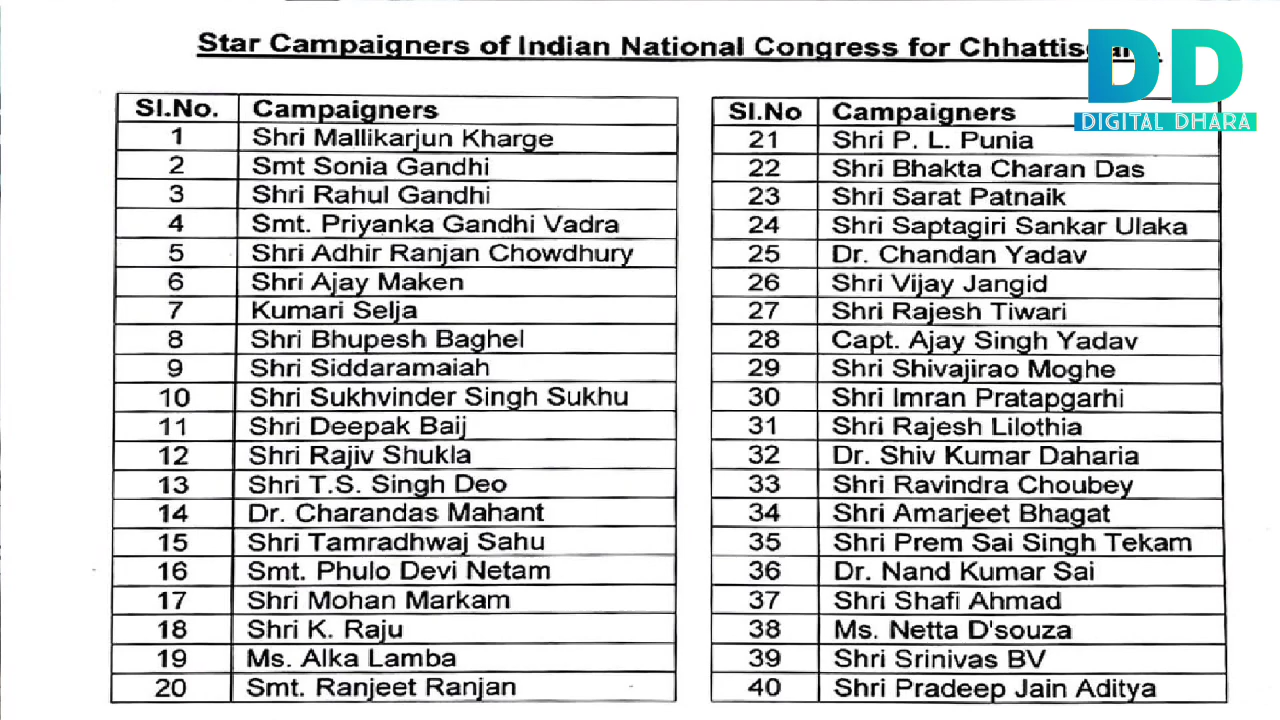 Star Campaigners of Indian National Congress for
DD
DIGITAL DHARA
Sl.No. Campaigners
1 Shri Mallikarjun Kharge
2 Smt Sonia Gandhi
3 Shri Rahul Gandhi
4 Smt. Priyanka Gandhi Vadra
5 Shri Adhir Ranjan Chowdhury
6 Shri Ajay Maken
7 Kumari Selja
8 Shri Bhupesh Baghel
9 Shri Siddaramaiah
10 Shri Sukhvinder Singh Sukhu
11 Shri Deepak Baij
12 Shri Rajiv Shukla
13 Shri T.S. Singh Deo
14 Dr. Charandas Mahant
15 Shri Tamradhwaj Sahu
16 Smt. Phulo Devi Netam
17 Shri Mohan Markam
18 Shri K. Raju
19 Ms. Alka Lamba
20 Smt. Ranjeet Ranjan
Sl.No Campaigners
21 Shri P. L. Punia
22 Shri Bhakta Charan Das
23 Shri Sarat Patnaik
24 Shri Saptagiri Sankar Ulaka
25 Dr. Chandan Yadav
26 Shri Vijay Jangid
27 Shri Rajesh Tiwari
28 Capt. Ajay Singh Yadav
29 Shri Shivajirao Moghe
30 Shri Imran Pratapgarhi
31 Shri Rajesh Lilothia
32 Dr. Shiv Kumar Daharia
33 Shri Ravindra Choubey
34 Shri Amarjeet Bhagat
35 Shri Prem Sai Singh Tekam
36 Dr. Nand Kumar Sai
37 Shri Shafi Ahmad
38 Ms. Netta D'souza
39 Shri Srinivas BV
40 Shri Pradeep Jain Aditya